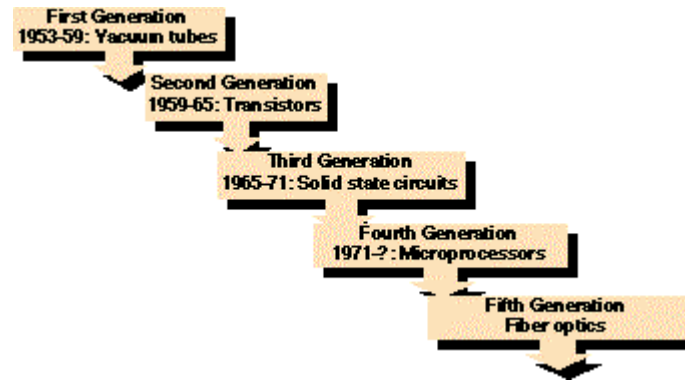 First Generation
1953-59: Vacuum tubes
Second Generation
1959-65: Transistors
Third Generation
1965-71: Solid state circuits
Fourth Generation
1971-?: Microprocessors
Fifth Generation
Fiber optics